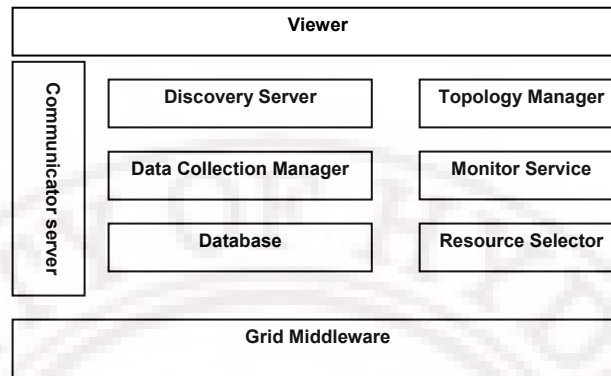 Viewer
Communicator server
Discovery Server
Topology Manager
Data Collection Manager
Monitor Service
Database
Resource Selector
Grid Middleware